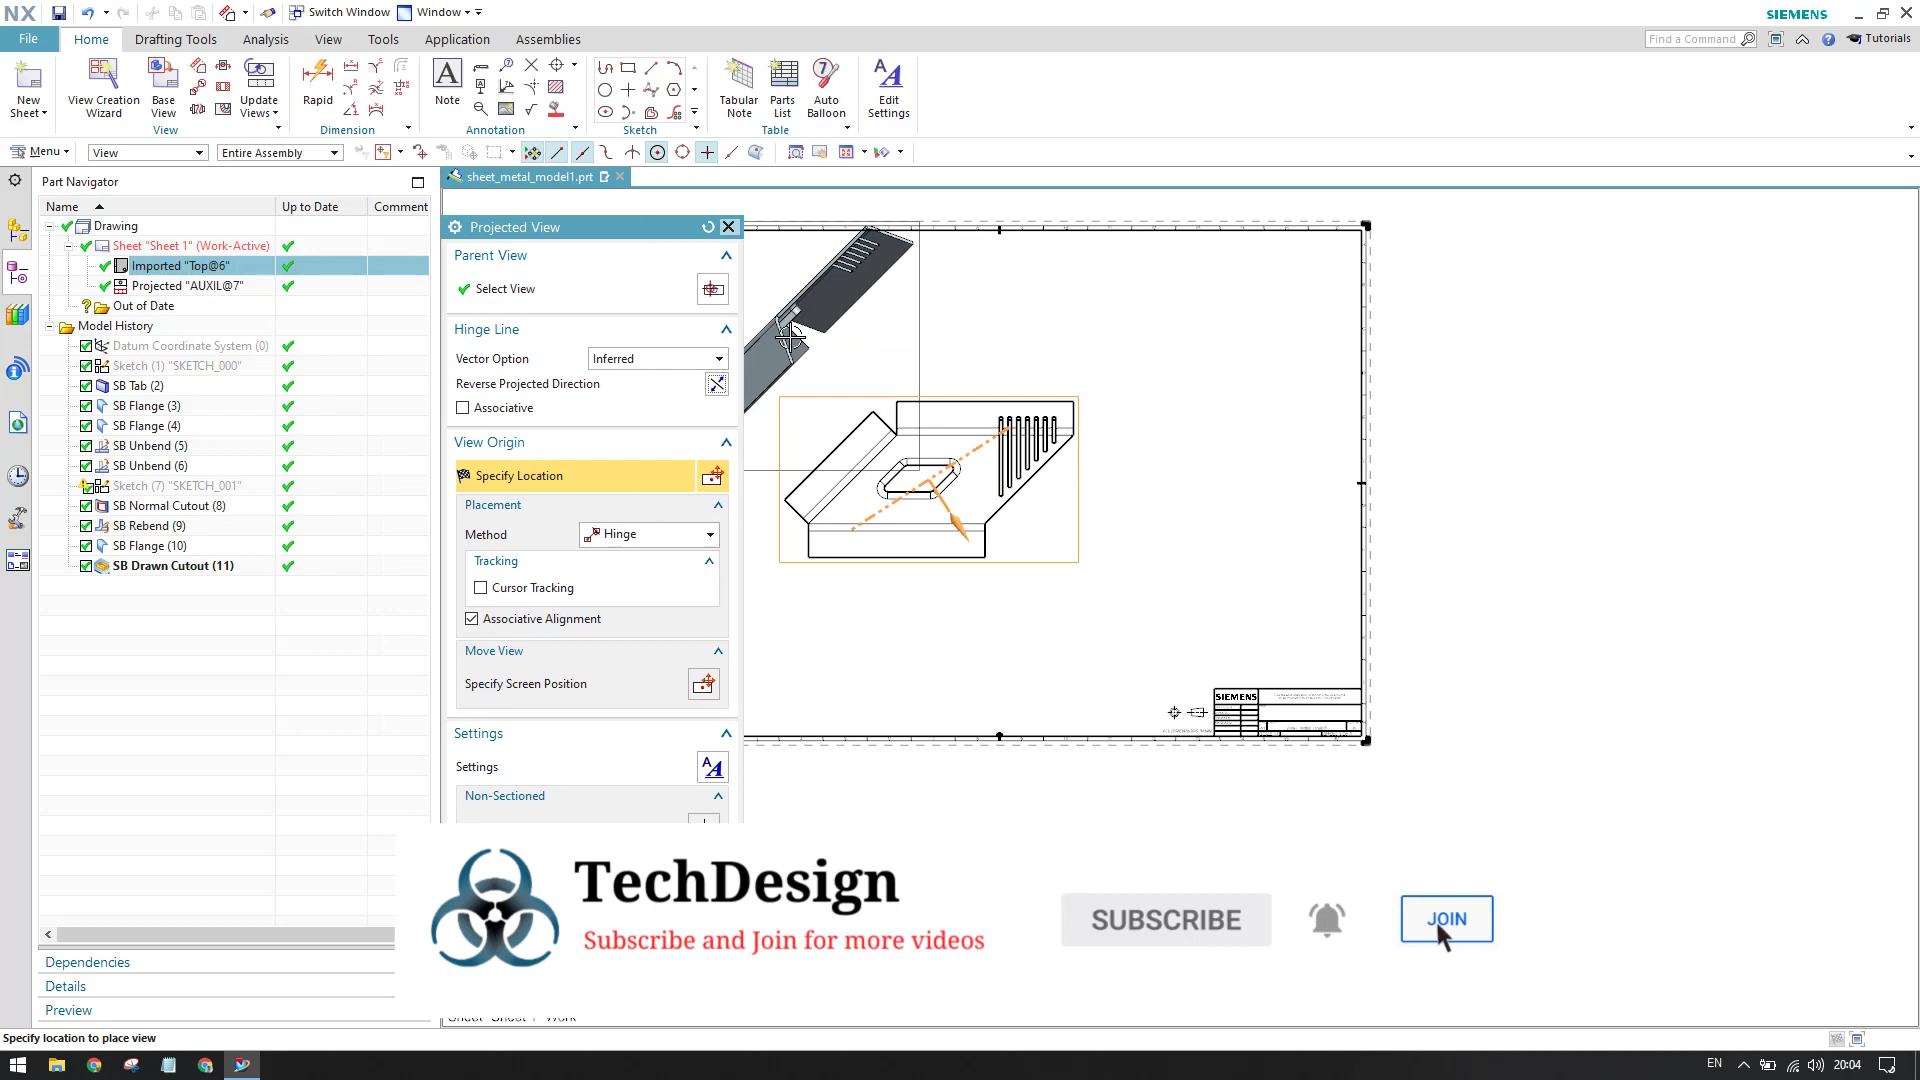 NX
Switch Window
Window
SIEMENS
File
Home
Drafting Tools
Analysis
View
Tools
Application
Assemblies
Find a Command
Tutorials
New Sheet
View Creation Wizard
Base View
Update Views
View
Rapid
Dimension
Note
Annotation
Sketch
Tabular Note
Parts List
Auto Balloon
Table
Edit Settings
Menu
View
Entire Assembly
Part Navigator
sheet_metal_model1.prt
Name
Up to Date
Comment
Drawing
Sheet "Sheet 1" (Work-Active)
Imported "Top@6"
Projected "AUXIL@7"
Out of Date
Model History
Datum Coordinate System (0)
Sketch (1) "SKETCH_000"
SB Tab (2)
SB Flange (3)
SB Flange (4)
SB Unbend (5)
SB Unbend (6)
Sketch (7) "SKETCH_001"
SB Normal Cutout (8)
SB Rebend (9)
SB Flange (10)
SB Drawn Cutout (11)
Dependencies
Details
Preview
Projected View
Parent View
Select View
Hinge Line
Vector Option
Inferred
Reverse Projected Direction
Associative
View Origin
Specify Location
Placement
Method
Hinge
Tracking
Cursor Tracking
Associative Alignment
Move View
Specify Screen Position
Settings
Settings
Non-Sectioned
SIEMENS
TechDesign
Subscribe and Join for more videos
SUBSCRIBE
JOIN
Specify location to place view
EN
20:04